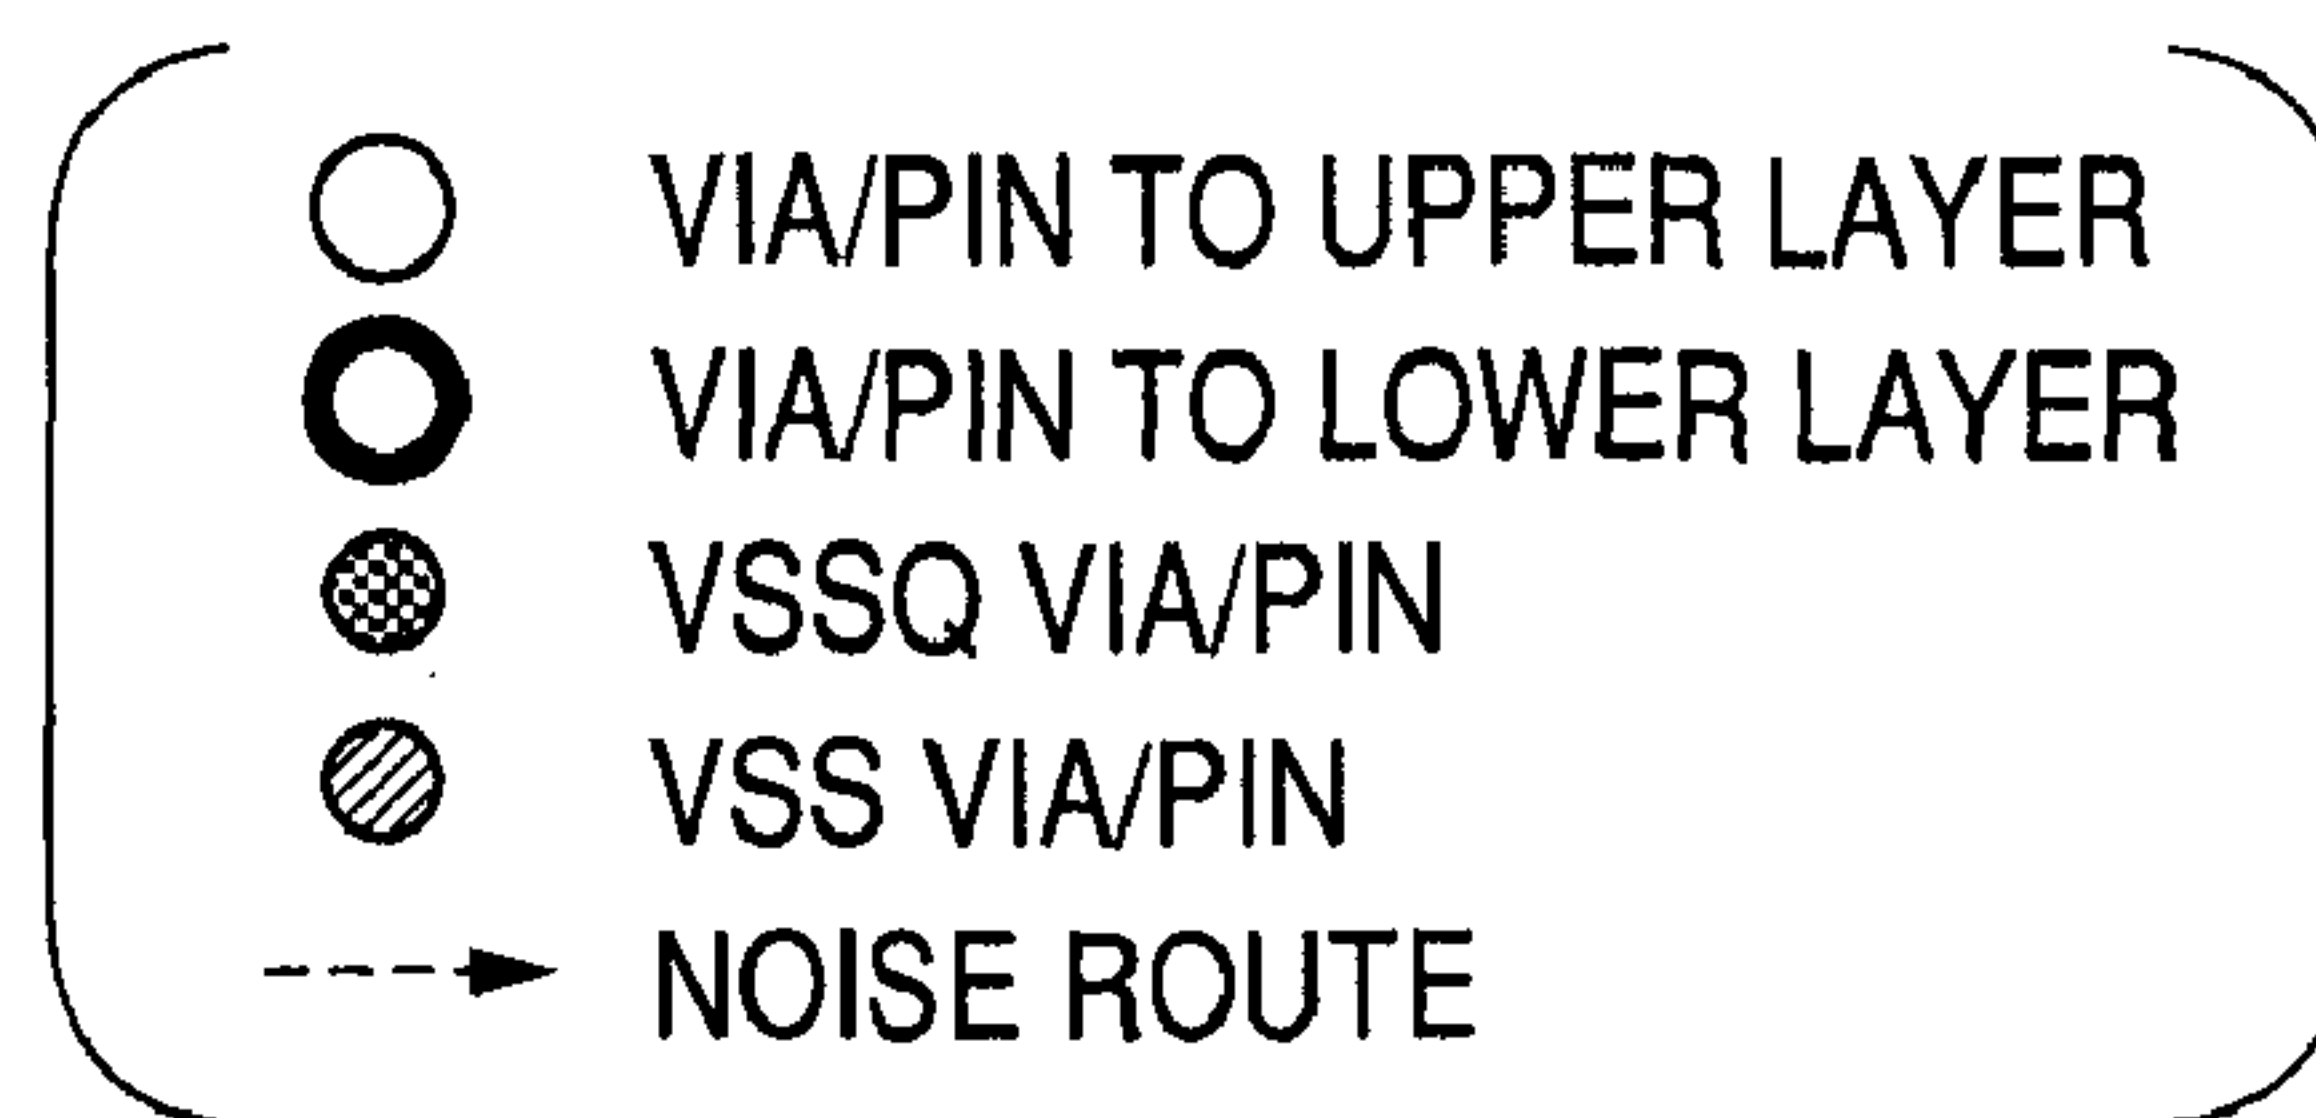 VIA/PIN TO UPPER LAYER
VIA/PIN TO LOWER LAYER
VSSQ VIA/PIN
VSS VIA/PIN
NOISE ROUTE